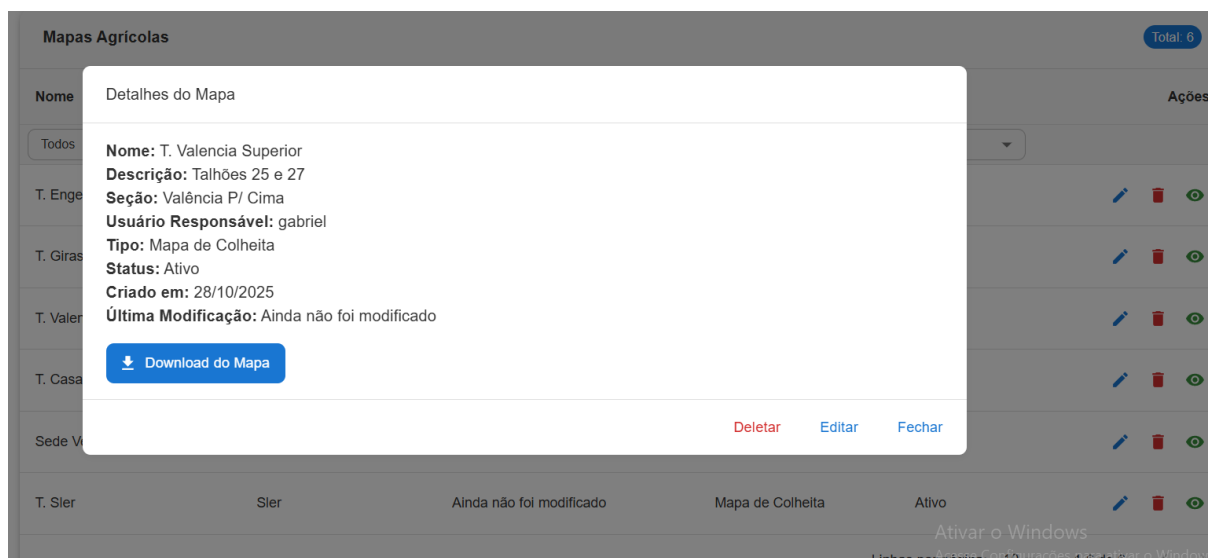 Mapas Agrícolas
Total: 6
Nome
Ações
Detalhes do Mapa
Todos
Nome: T. Valencia Superior
Descrição: Talhões 25 e 27
Seção: Valência P/ Cima
Usuário Responsável: gabriel
Tipo: Mapa de Colheita
Status: Ativo
Criado em: 28/10/2025
Última Modificação: Ainda não foi modificado
Download do Mapa
Deletar Editar Fechar
T. Enge
T. Giras
T. Valer
T. Casa
Sede
T. Sler Sler Ainda não foi modificado Mapa de Colheita Ativo
Ativar o Windows